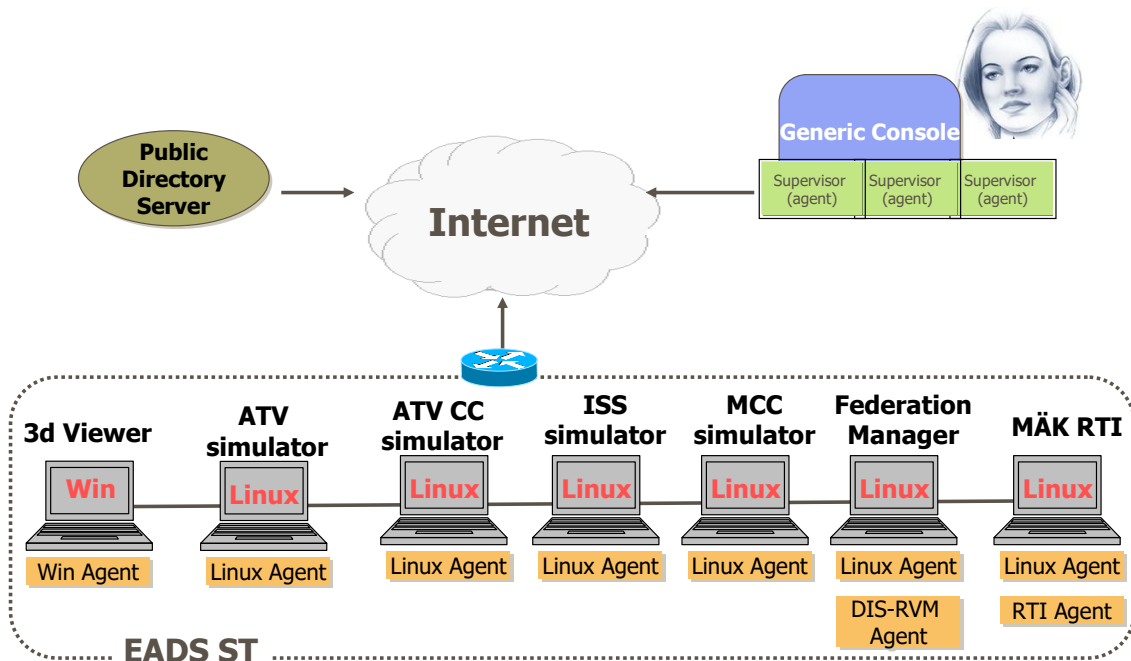 Public
Directory
Server
Internet
Generic Console
Supervisor
(agent)
Supervisor
(agent)
Supervisor
(agent)
3d Viewer
ATV
simulator
ATV CC
simulator
ISS
simulator
MCC
simulator
Federation
Manager
MÄK RTI
Win
Linux
Linux
Linux
Linux
Linux
Linux
Win Agent
Linux Agent
Linux Agent
Linux Agent
Linux Agent
Linux Agent
Linux Agent
DIS-RVM
Agent
RTI Agent
EADS ST